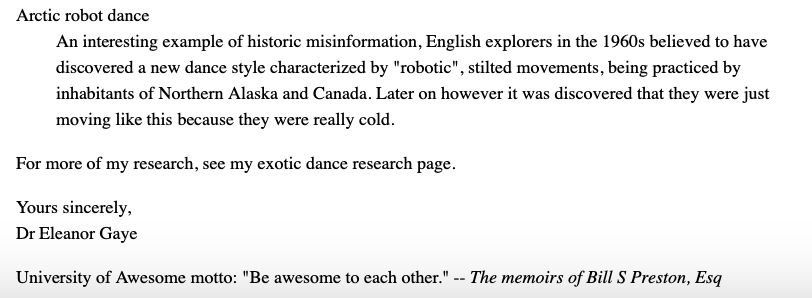 Arctic robot dance
An interesting example of historic misinformation, English explorers in the 1960s believed to have
discovered a new dance style characterized by "robotic", stilted movements, being practiced by
inhabitants of Northern Alaska and Canada. Later on however it was discovered that they were just
moving like this because they were really cold.
For more of my research, see my exotic dance research page.
Yours sincerely,
Dr Eleanor Gaye
University of Awesome motto: "Be awesome to each other." -- The memoirs of Bill S Preston, Esq